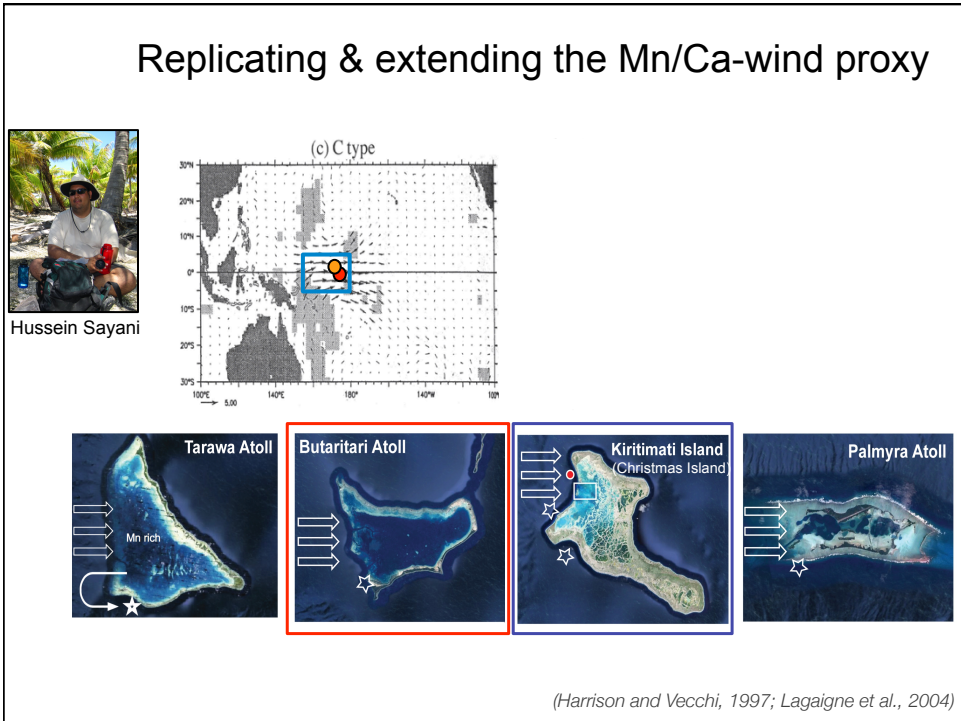 Replicating & extending the Mn/Ca-wind proxy
Hussein Sayani
(c) C type
30°N
20°N
10°N
0°
10°S
20°S
30°S
100°E
140°E
180°
140°W
5.00
Tarawa Atoll
Mn rich
Butaritari Atoll
Kiritimati Island
(Christmas Island)
Palmyra Atoll
(Harrison and Vecchi, 1997; Lagaigne et al., 2004)